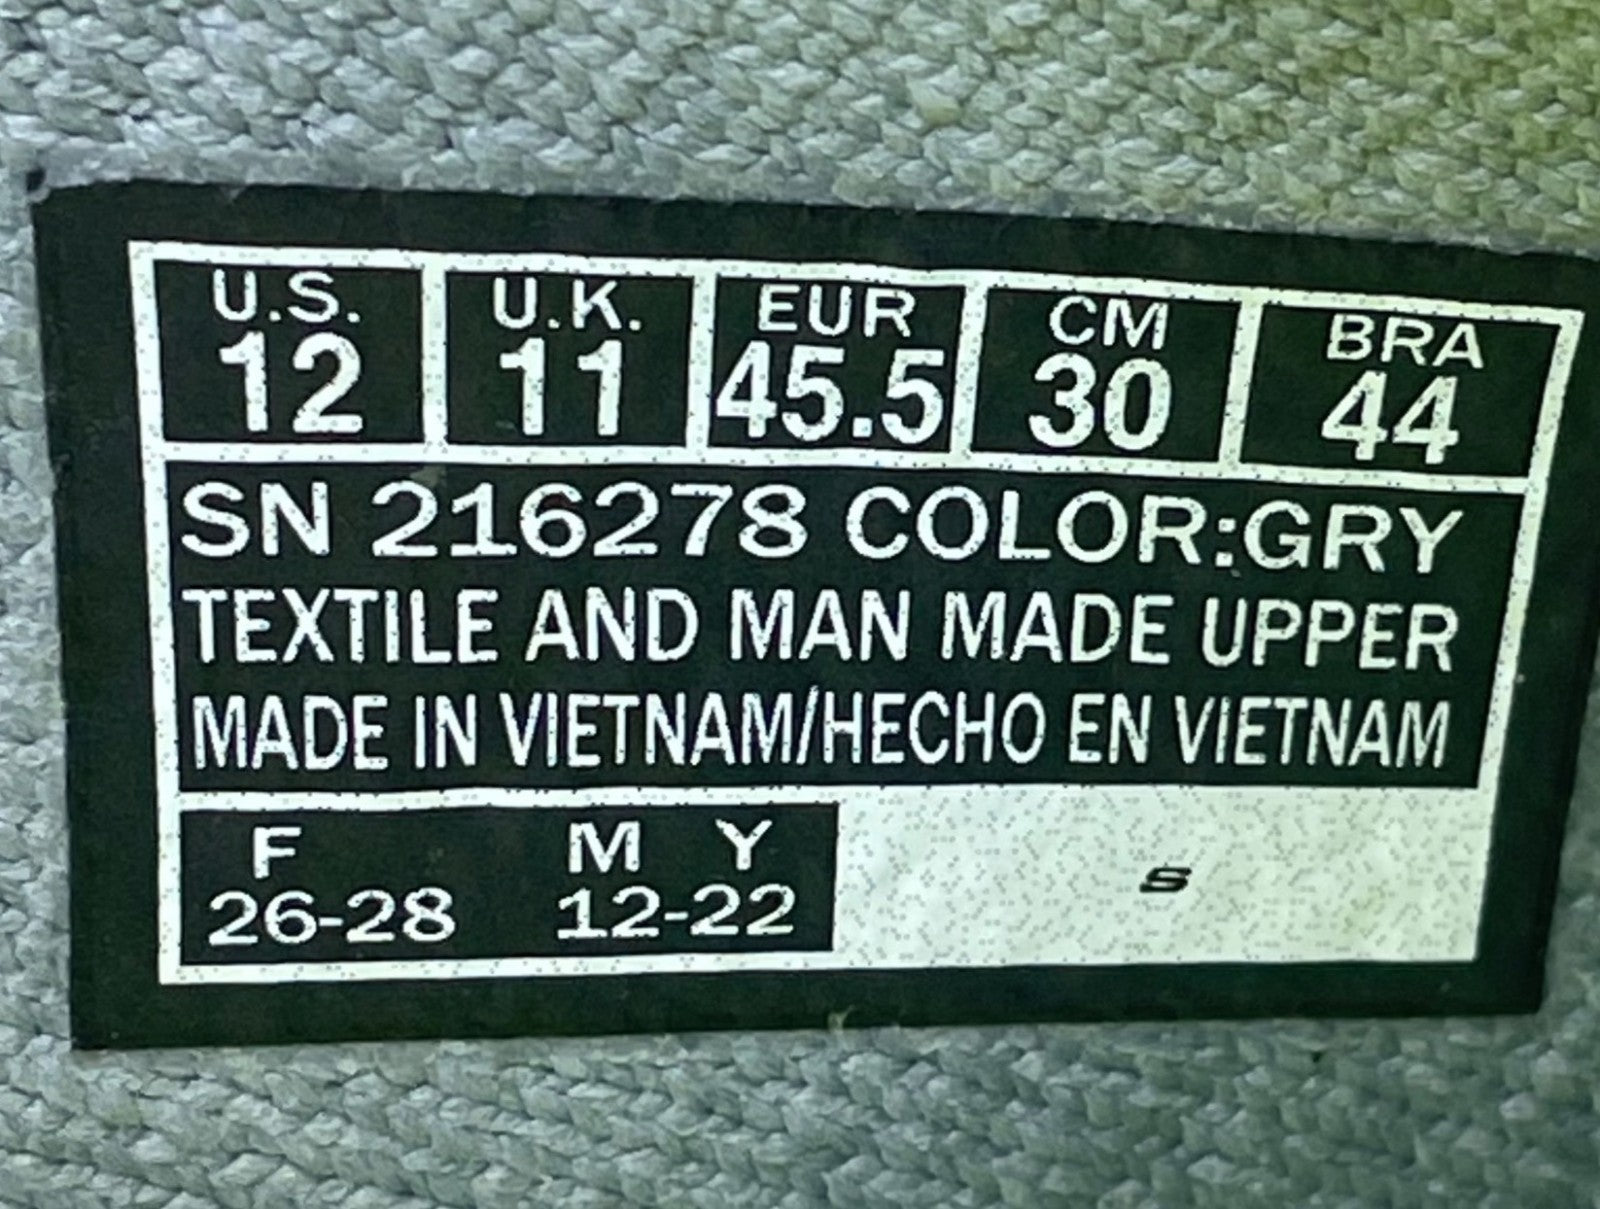 U.S. U.K. EUR CM BRA
12 11 45.5 30 44
SN 216278 COLOR:GRY
TEXTILE AND MAN MADE UPPER
MADE IN VIETNAM/HECHO EN VIETNAM
F M Y
26-28 12-22
S